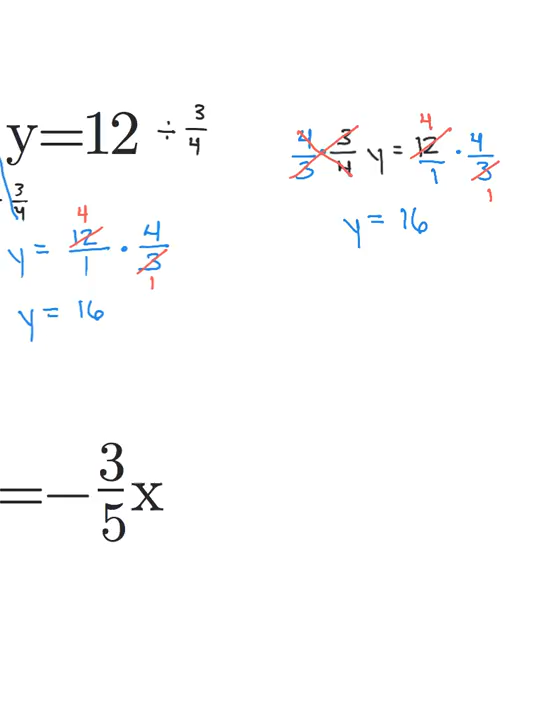 y=12 ÷ 3/4
3/4
y = 12/1 · 4/3
4
1
y = 16
4/3 · 3/4 y = 12/1 · 4/3
4
1
y = 16
=−3/5x